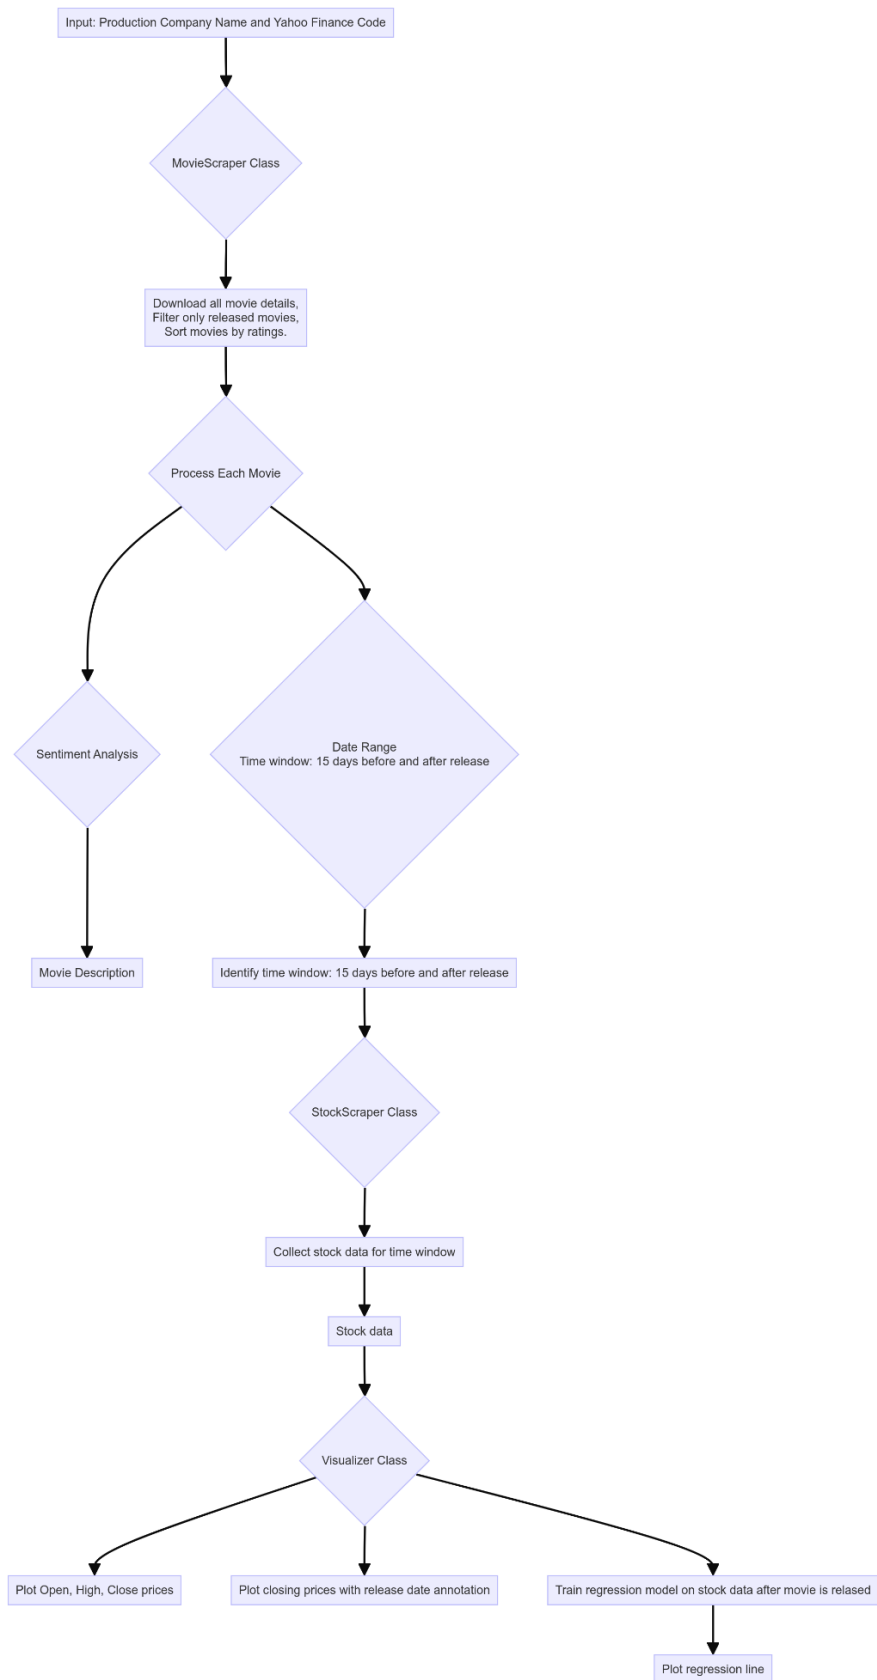 Input: Production Company Name and Yahoo Finance Code
MovieScraper Class
Download all movie details,
Filter only released movies,
Sort movies by ratings.
Process Each Movie
Sentiment Analysis
Date Range
Time window: 15 days before and after release
Movie Description
Identify time window: 15 days before and after release
StockScraper Class
Collect stock data for time window
Stock data
Visualizer Class
Plot Open, High, Close prices
Plot closing prices with release date annotation
Train regression model on stock data after movie is relased
Plot regression line